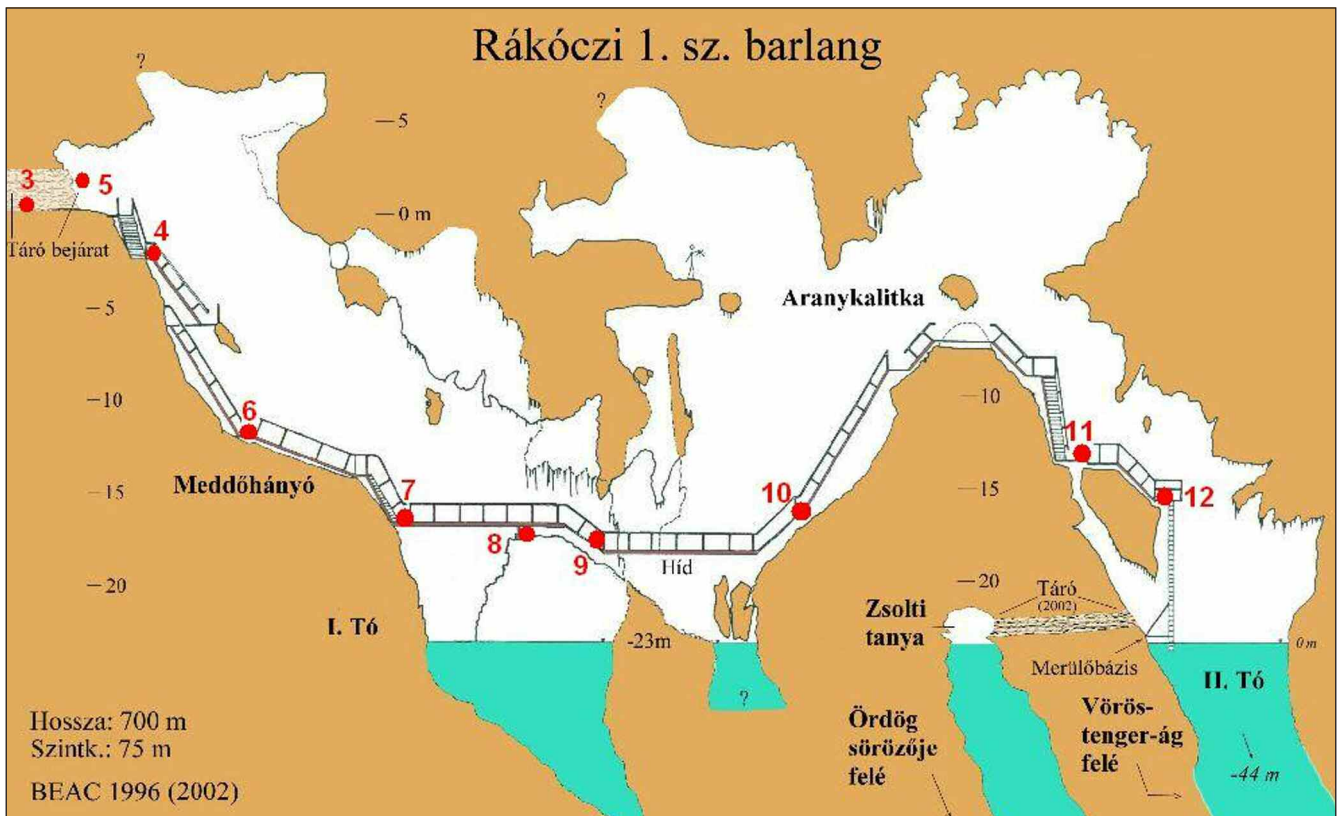 Rákóczi 1. sz. barlang
?
?
—5
3
5
—0 m
4
Táró bejárat
Aranykalitka
—5
—10
—10
6
11
Meddőhányó
7
10
—15
—15
12
8
9
Híd
—20
—20
Táró
(2002)
Zsolti
tanya
I. Tó
-23m
0 m
Merülőbázis
II. Tó
?
Hossza: 700 m
Szintk.: 75 m
BEAC 1996 (2002)
Ördög
sörözője
felé
Vörös-
tenger-ág
felé
-44 m